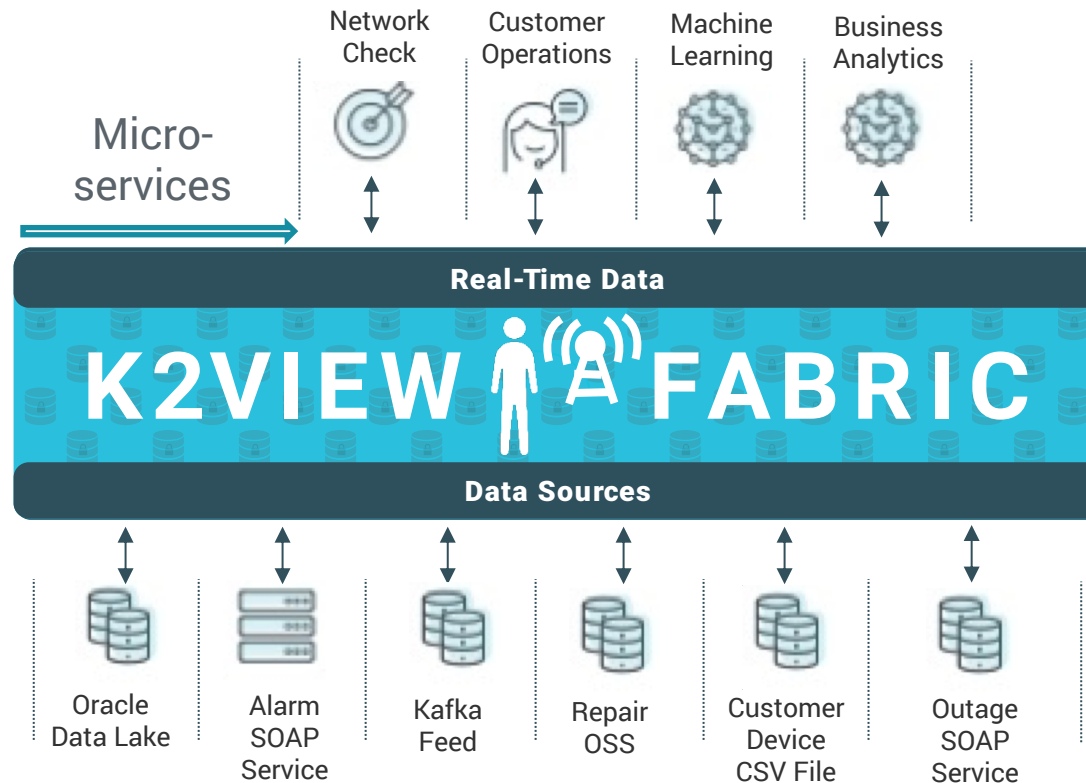 Network
Check
Customer
Operations
Machine
Learning
Business
Analytics
Micro-
services
Real-Time Data
K2VIEW FABRIC
Data Sources
Oracle
Data Lake
Alarm
SOAP
Service
Kafka
Feed
Repair
OSS
Customer
Device
CSV File
Outage
SOAP
Service